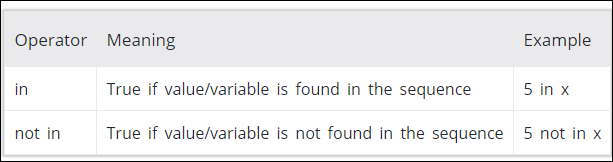 Operator Meaning Example
in True if value/variable is found in the sequence 5 in x
not in True if value/variable is not found in the sequence 5 not in x